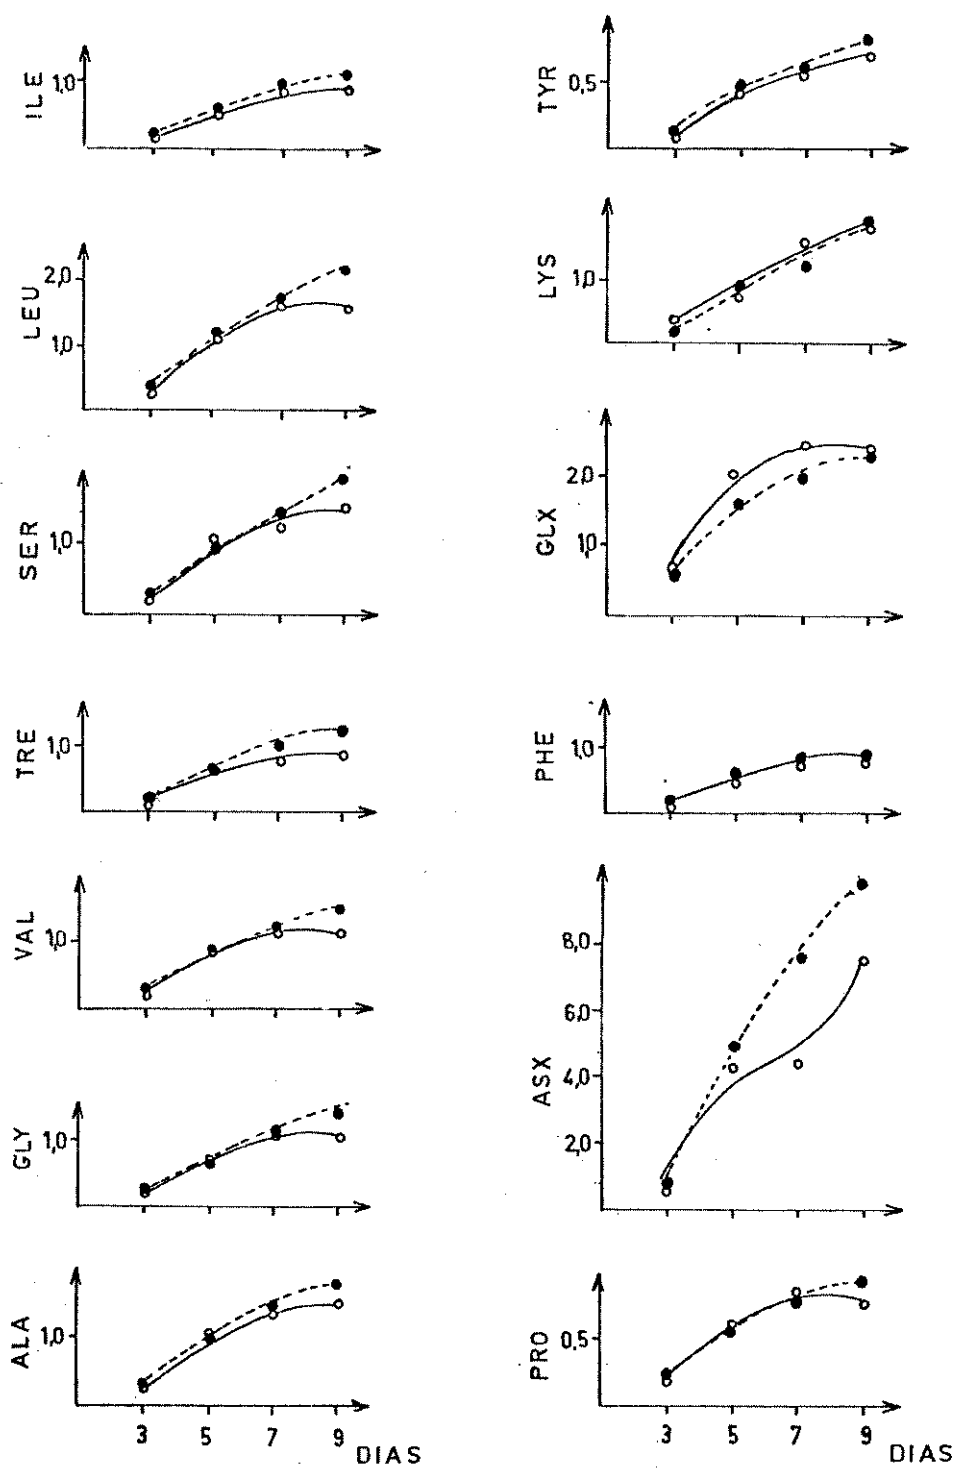 ILE
1,0
LEU
2,0
1,0
SER
1,0
TRE
1,0
VAL
1,0
GLY
1,0
ALA
1,0
3 5 7 9
DIAS
TYR
0,5
LYS
1,0
GLX
2,0
1,0
PHE
1,0
ASX
8,0
6,0
4,0
2,0
PRO
0,5
3 5 7 9
DIAS